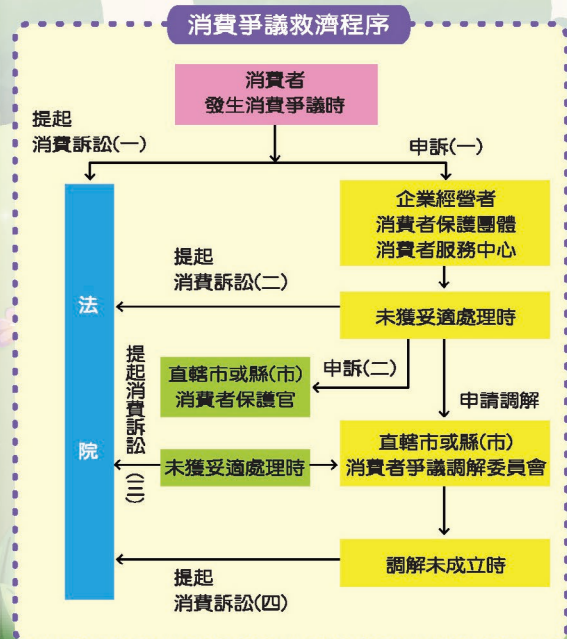 消費爭議救濟程序
消費者
發生消費爭議時
提起
消費訴訟(一)
申訴(一)
企業經營者
消費者保護團體
消費者服務中心
提起
消費訴訟(二)
法院
未獲妥適處理時
申訴(二)
直轄市或縣(市)
消費者保護官
提起消費訴訟(三)
申請調解
未獲妥適處理時
直轄市或縣(市)
消費者爭議調解委員會
調解未成立時
提起
消費訴訟(四)